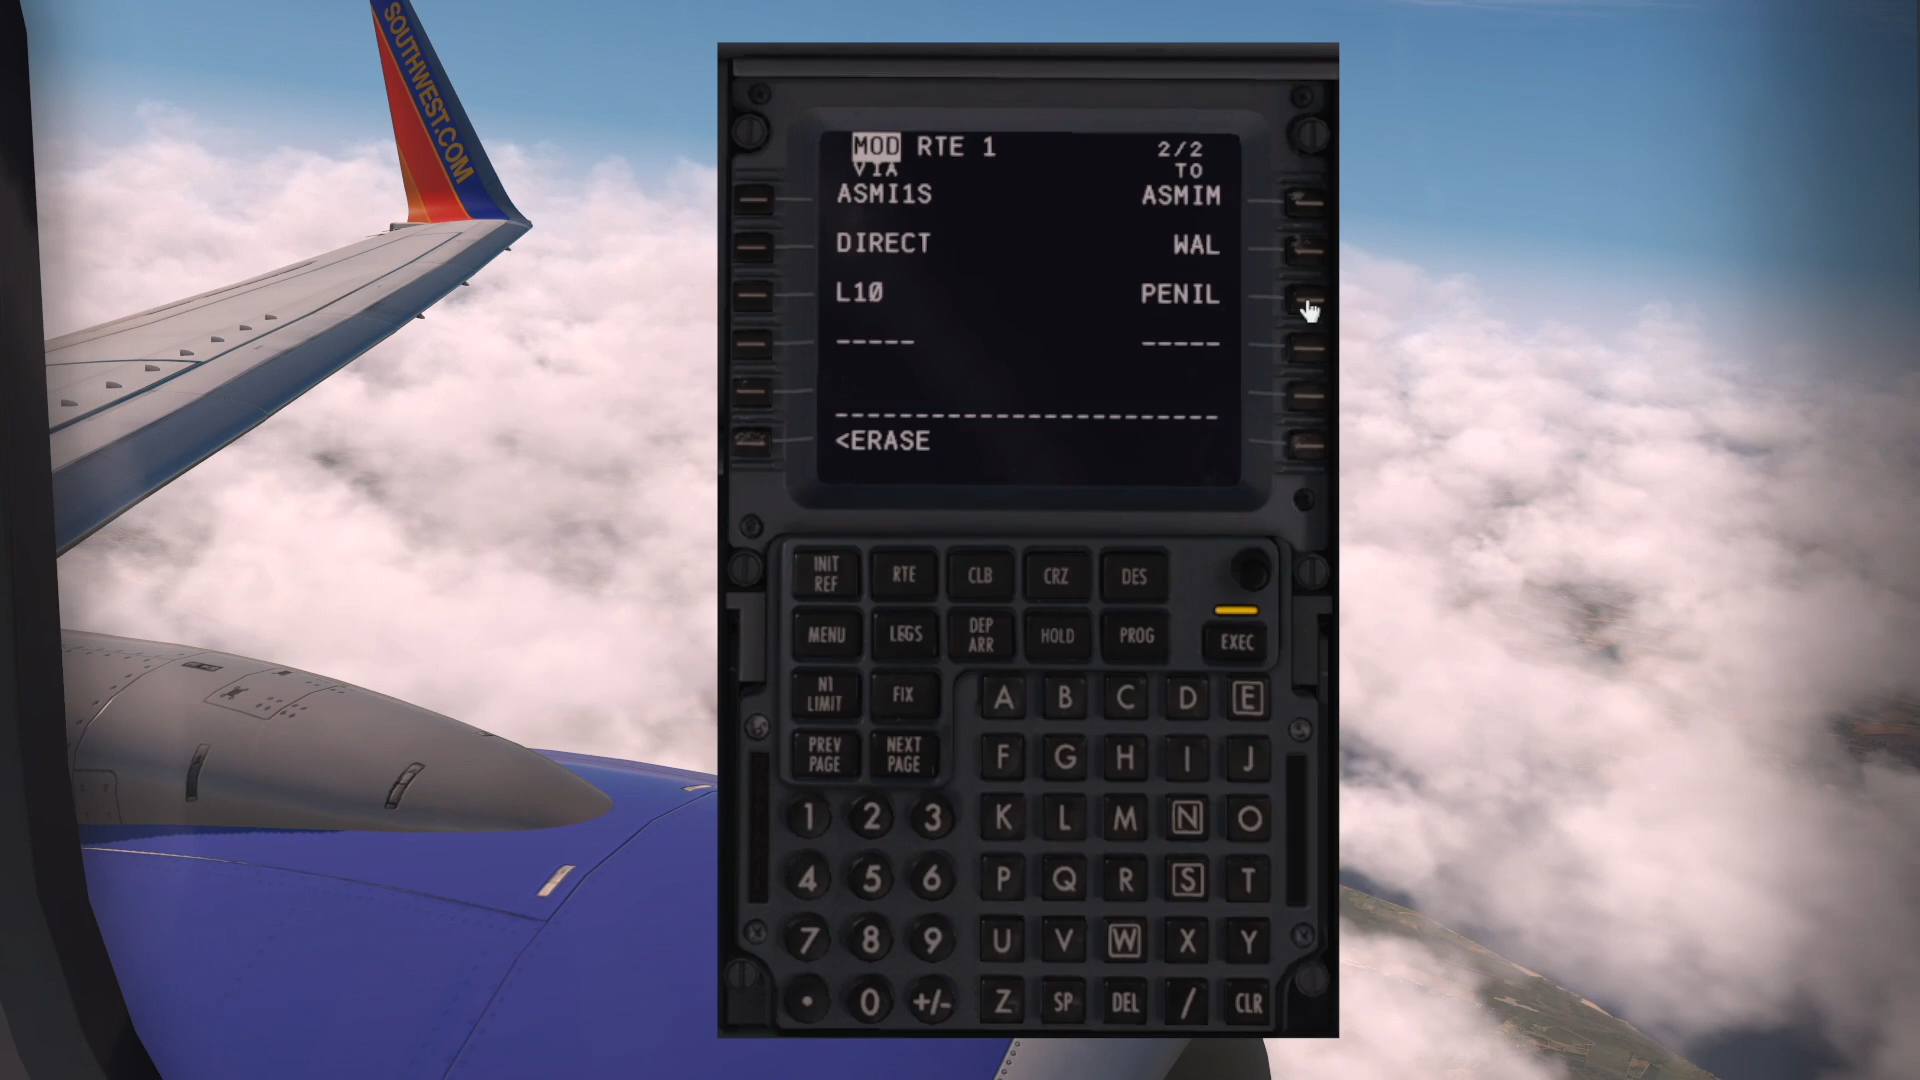 SOUTHWEST.COM
MOD RTE 1 2/2
VIA TO
ASMI1S ASMIM
DIRECT WAL
L10 PENIL
----- -----
------------------------
<ERASE
INIT REF RTE CLB CRZ DES
MENU LEGS DEP ARR HOLD PROG EXEC
N1 LIMIT FIX
PREV PAGE NEXT PAGE
A B C D E
F G H I J
1 2 3 K L M N O
4 5 6 P Q R S T
7 8 9 U V W X Y
. 0 +/- Z SP DEL / CLR